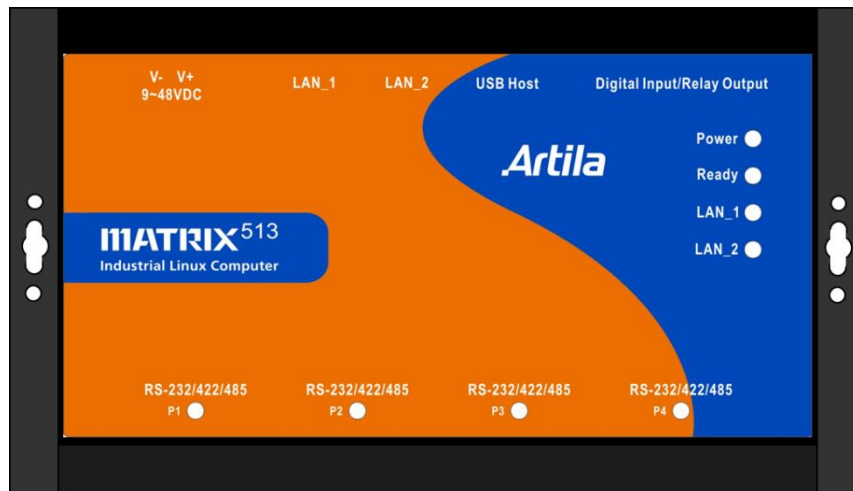 V- V+
9~48VDC
LAN_1
LAN_2
USB Host
Digital Input/Relay Output
Artila
Power
Ready
LAN_1
LAN_2
MATRIX 513
Industrial Linux Computer
RS-232/422/485
P1
RS-232/422/485
P2
RS-232/422/485
P3
RS-232/422/485
P4